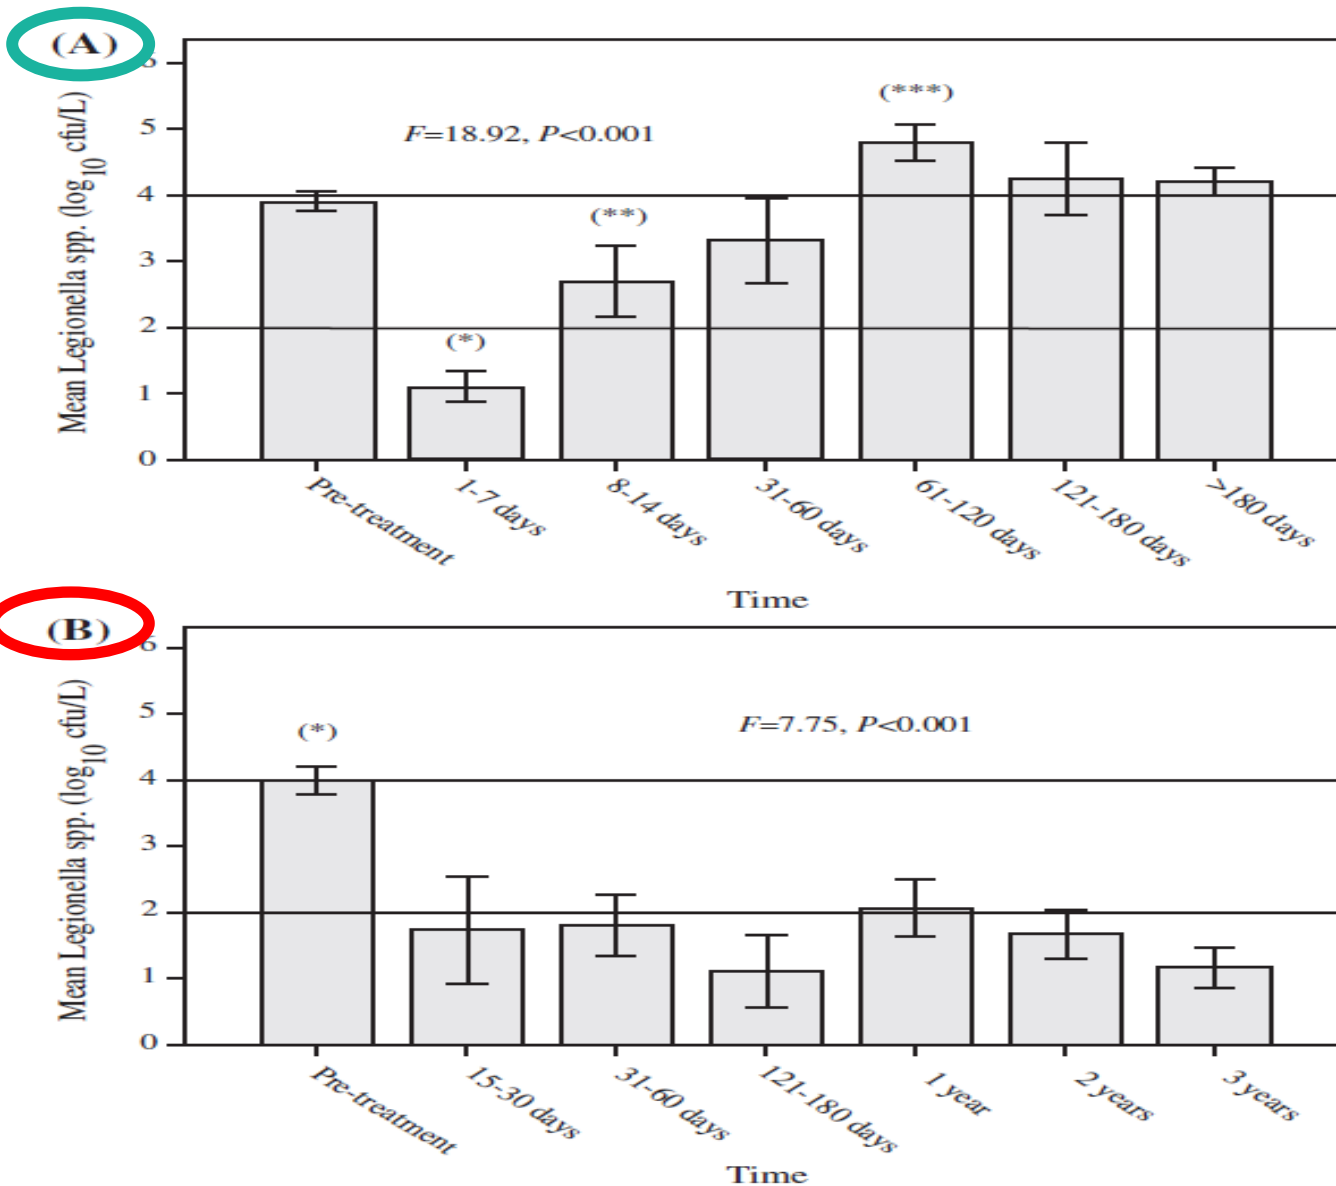 (A)
Mean Legionella spp. (log10 cfu/L)
6
5
4
3
2
1
0
F=18.92, P<0.001
(*)
(**)
(***)
Pre-treatment
1-7 days
8-14 days
31-60 days
61-120 days
121-180 days
>180 days
Time
(B)
Mean Legionella spp. (log10 cfu/L)
6
5
4
3
2
1
0
(*)
F=7.75, P<0.001
Pre-treatment
15-30 days
31-60 days
121-180 days
1 year
2 years
3 years
Time